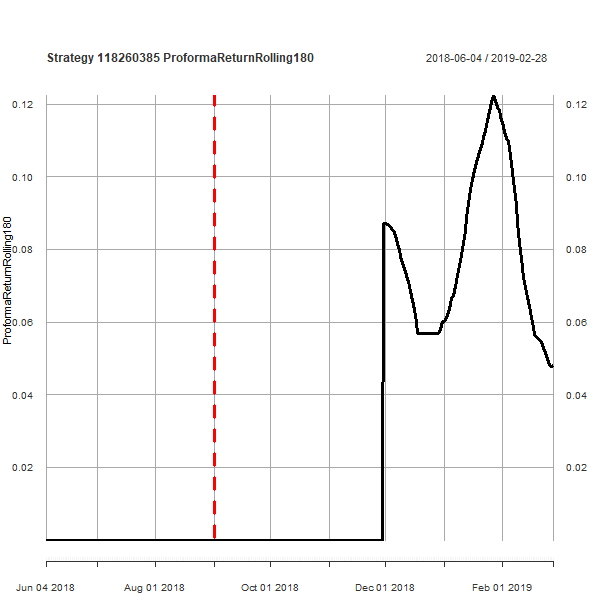 Strategy 118260385 ProformaReturnRolling180
2018-06-04 / 2019-02-28
0.12
0.10
0.08
0.06
0.04
0.02
ProformaReturnRolling180
0.12
0.10
0.08
0.06
0.04
0.02
Jun 04 2018
Aug 01 2018
Oct 01 2018
Dec 01 2018
Feb 01 2019